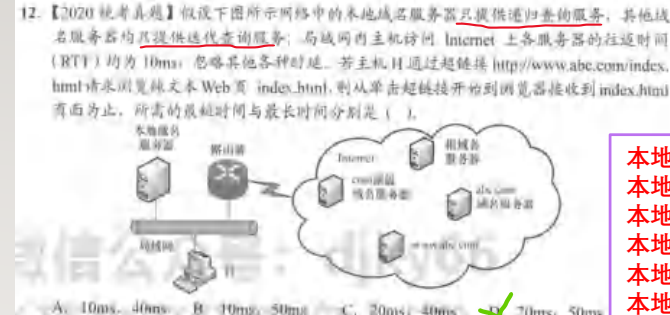 12. 【2020 统考真题】假设下图所示网络中的本地域名服务器只提供递归查询服务，其他域
名服务器均只提供迭代查询服务；局域网内主机访问 Internet 上各服务器的往返时间
（RTT）均为 10ms，忽略其他各种时延。若主机 H 通过超链接 http://www.abc.com/index.
html 请求浏览纯文本 Web 页 index.html，则从单击超链接开始到浏览器接收到 index.html
页面为止，所需的最短时间与最长时间分别是（ ）。
本地域名
服务器
路由器
Internet
根域名
服务器
com顶级
域名服务器
abc.com
域名服务器
www.abc.com
局域网
H
微信公众号：
A. 10ms, 40ms B. 10ms, 50ms C. 20ms, 40ms D. 20ms, 50ms
本地
本地
本地
本地
本地
本地